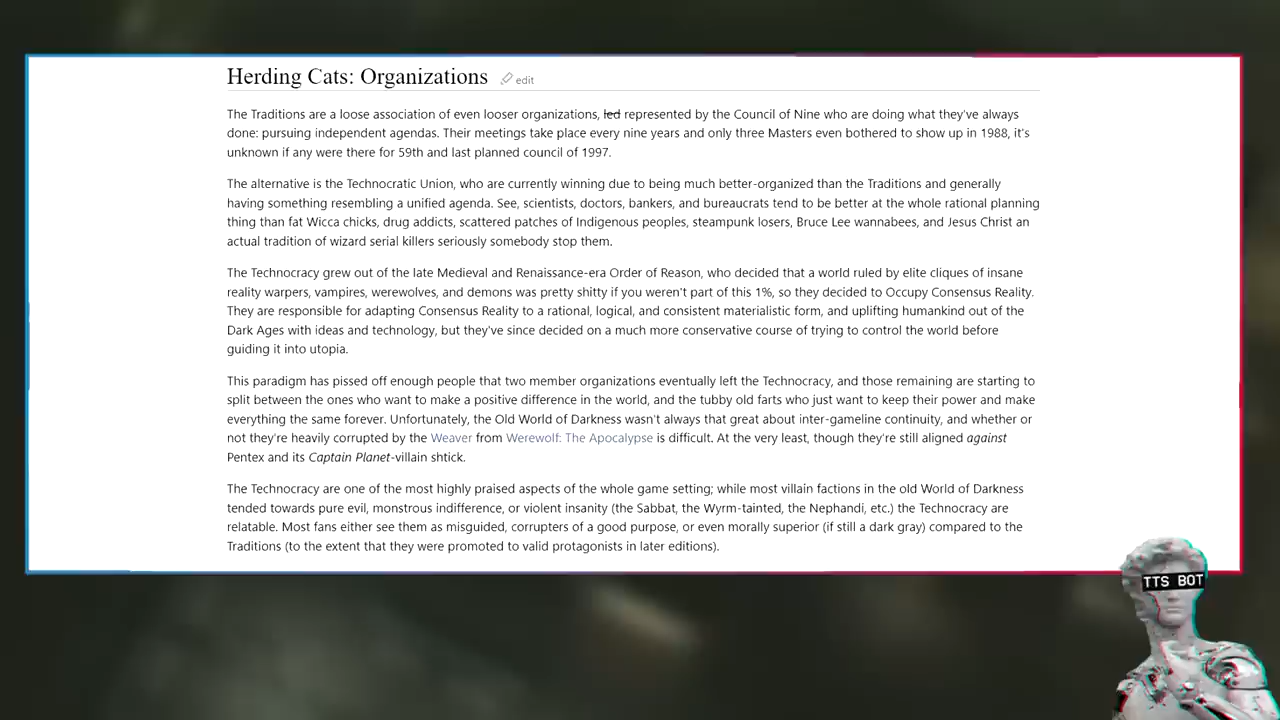 Herding Cats: Organizations edit
The Traditions are a loose association of even looser organizations, led represented by the Council of Nine who are doing what they've always
done: pursuing independent agendas. Their meetings take place every nine years and only three Masters even bothered to show up in 1988, it's
unknown if any were there for 59th and last planned council of 1997.
The alternative is the Technocratic Union, who are currently winning due to being much better-organized than the Traditions and generally
having something resembling a unified agenda. See, scientists, doctors, bankers, and bureaucrats tend to be better at the whole rational planning
thing than fat Wicca chicks, drug addicts, scattered patches of Indigenous peoples, steampunk losers, Bruce Lee wannabees, and Jesus Christ an
actual tradition of wizard serial killers seriously somebody stop them.
The Technocracy grew out of the late Medieval and Renaissance-era Order of Reason, who decided that a world ruled by elite cliques of insane
reality warpers, vampires, werewolves, and demons was pretty shitty if you weren't part of this 1%, so they decided to Occupy Consensus Reality.
They are responsible for adapting Consensus Reality to a rational, logical, and consistent materialistic form, and uplifting humankind out of the
Dark Ages with ideas and technology, but they've since decided on a much more conservative course of trying to control the world before
guiding it into utopia.
This paradigm has pissed off enough people that two member organizations eventually left the Technocracy, and those remaining are starting to
split between the ones who want to make a positive difference in the world, and the tubby old farts who just want to keep their power and make
everything the same forever. Unfortunately, the Old World of Darkness wasn't always that great about inter-gameline continuity, and whether or
not they're heavily corrupted by the Weaver from Werewolf: The Apocalypse is difficult. At the very least, though they're still aligned against
Pentex and its Captain Planet-villain shtick.
The Technocracy are one of the most highly praised aspects of the whole game setting; while most villain factions in the old World of Darkness
tended towards pure evil, monstrous indifference, or violent insanity (the Sabbat, the Wyrm-tainted, the Nephandi, etc.) the Technocracy are
relatable. Most fans either see them as misguided, corrupters of a good purpose, or even morally superior (if still a dark gray) compared to the
Traditions (to the extent that they were promoted to valid protagonists in later editions).
TTS BOT